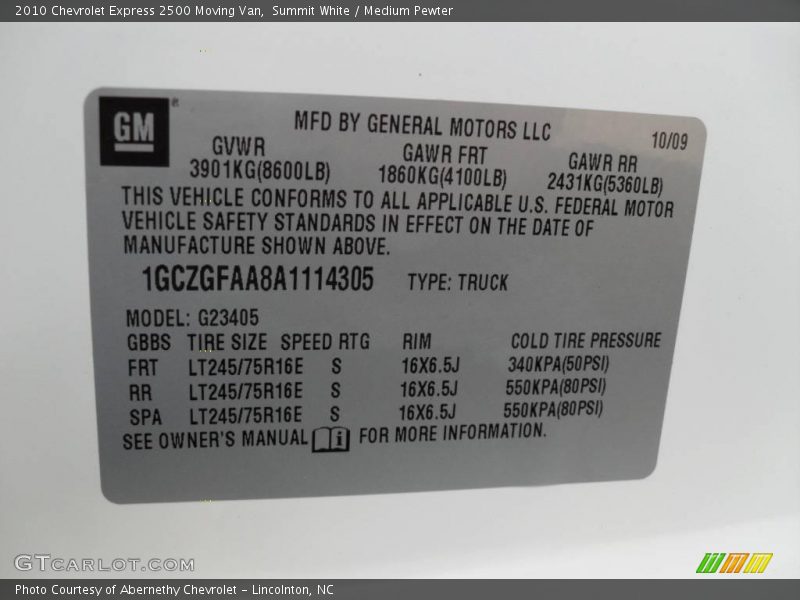 2010 Chevrolet Express 2500 Moving Van,  Summit White / Medium Pewter
GM®
MFD BY GENERAL MOTORS LLC
10/09
GVWR GAWR FRT GAWR RR
3901KG(8600LB) 1860KG(4100LB) 2431KG(5360LB)
THIS VEHICLE CONFORMS TO ALL APPLICABLE U.S. FEDERAL MOTOR
VEHICLE SAFETY STANDARDS IN EFFECT ON THE DATE OF
MANUFACTURE SHOWN ABOVE.
1GCZGFAA8A1114305 TYPE: TRUCK
MODEL: G23405
GBBS TIRE SIZE SPEED RTG RIM COLD TIRE PRESSURE
FRT LT245/75R16E S 16X6.5J 340KPA(50PSI)
RR LT245/75R16E S 16X6.5J 550KPA(80PSI)
SPA LT245/75R16E S 16X6.5J 550KPA(80PSI)
SEE OWNER'S MANUAL i FOR MORE INFORMATION.
GTCARLOT.COM
Photo Courtesy of Abernethy Chevrolet – Lincolnton, NC